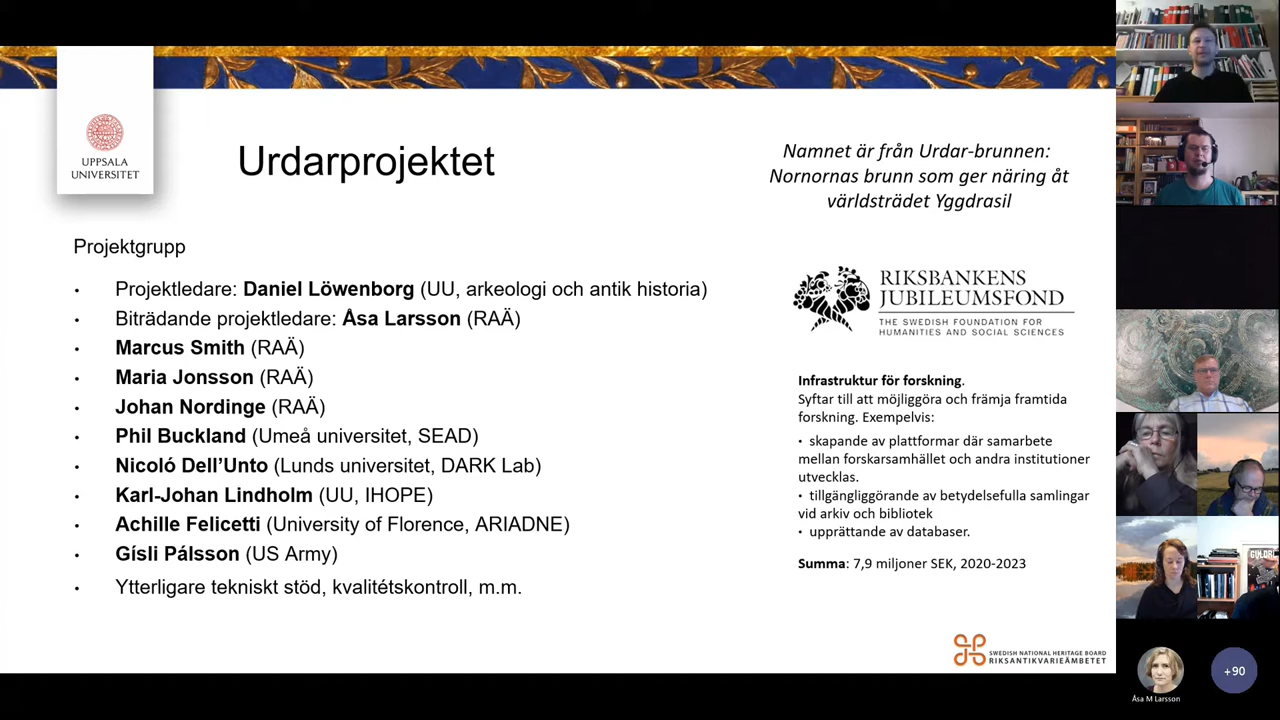 UPPSALA
UNIVERSITET
Urdarprojektet
Namnet är från Urdar-brunnen:
Nornornas brunn som ger näring åt
världsträdet Yggdrasil
Projektgrupp
• Projektledare: Daniel Löwenborg (UU, arkeologi och antik historia)
• Biträdande projektledare: Åsa Larsson (RAÄ)
• Marcus Smith (RAÄ)
• Maria Jonsson (RAÄ)
• Johan Nordinge (RAÄ)
• Phil Buckland (Umeå universitet, SEAD)
• Nicoló Dell’Unto (Lunds universitet, DARK Lab)
• Karl-Johan Lindholm (UU, IHOPE)
• Achille Felicetti (University of Florence, ARIADNE)
• Gísli Pálsson (US Army)
• Ytterligare tekniskt stöd, kvalitétskontroll, m.m.
RIKSBANKENS
JUBILEUMSFOND
THE SWEDISH FOUNDATION FOR
HUMANITIES AND SOCIAL SCIENCES
Infrastruktur för forskning.
Syftar till att möjliggöra och främja framtida
forskning. Exempelvis:
• skapande av plattformar där samarbete
mellan forskarsamhället och andra institutioner
utvecklas.
• tillgängliggörande av betydelsefulla samlingar
vid arkiv och bibliotek
• upprättande av databaser.
Summa: 7,9 miljoner SEK, 2020-2023
SWEDISH NATIONAL HERITAGE BOARD
RIKSANTIKVARIEÄMBETET
Åsa M Larsson
+90